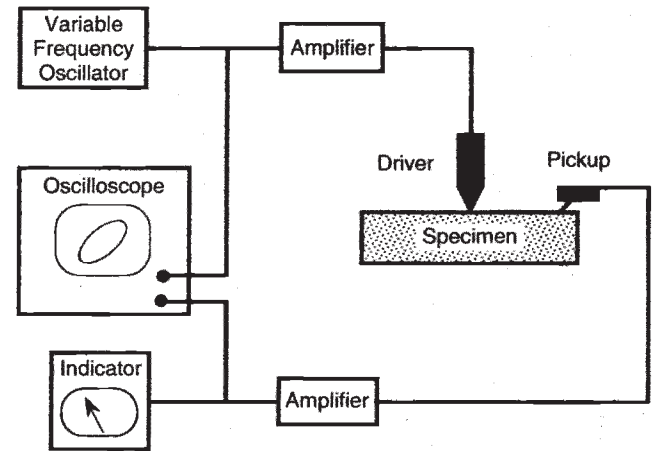 Variable
Frequency
Oscillator
Amplifier
Driver
Pickup
Oscilloscope
Specimen
Indicator
Amplifier